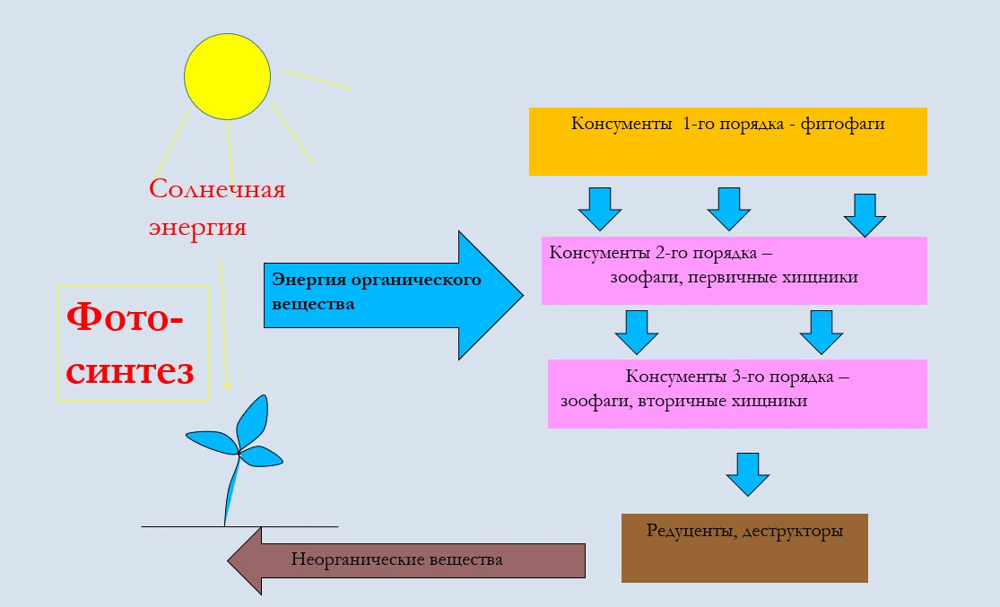 Солнечная
энергия
Фото-
синтез
Энергия органического
вещества
Консументы 1-го порядка - фитофаги
Консументы 2-го порядка –
зоофаги, первичные хищники
Консументы 3-го порядка –
зоофаги, вторичные хищники
Редуценты, деструкторы
Неорганические вещества